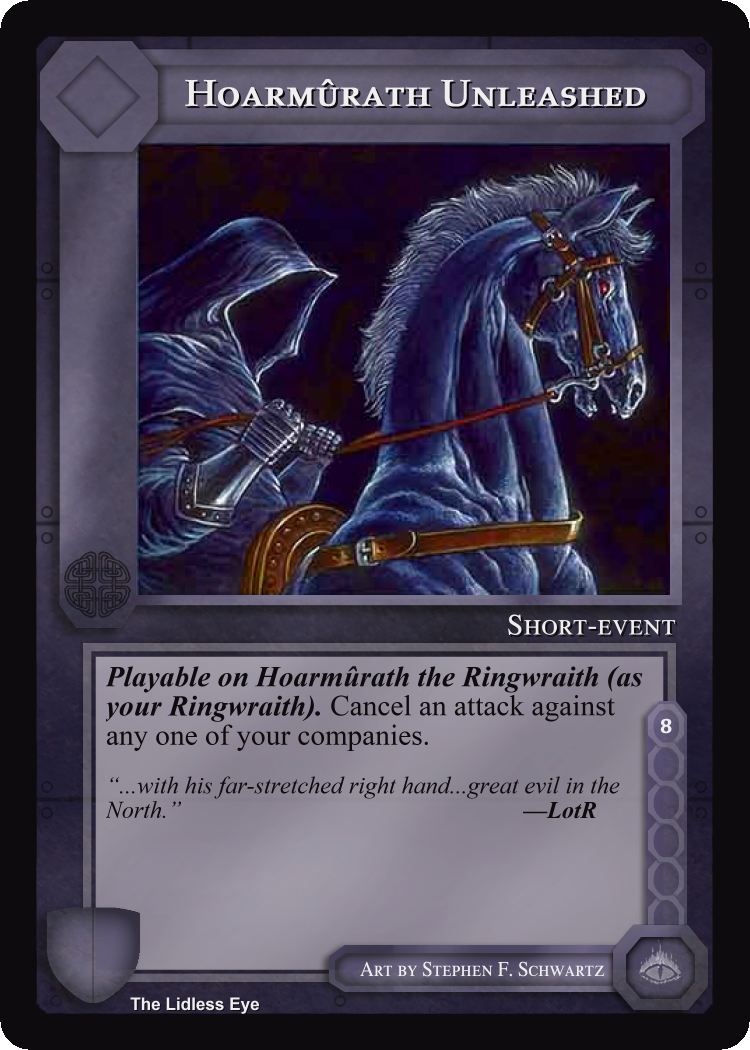 Hoarmûrath Unleashed
Short-event
Playable on Hoarmûrath the Ringwraith (as
your Ringwraith). Cancel an attack against
any one of your companies.
8
“...with his far-stretched right hand...great evil in the
North.” —LotR
Art by Stephen F. Schwartz
The Lidless Eye